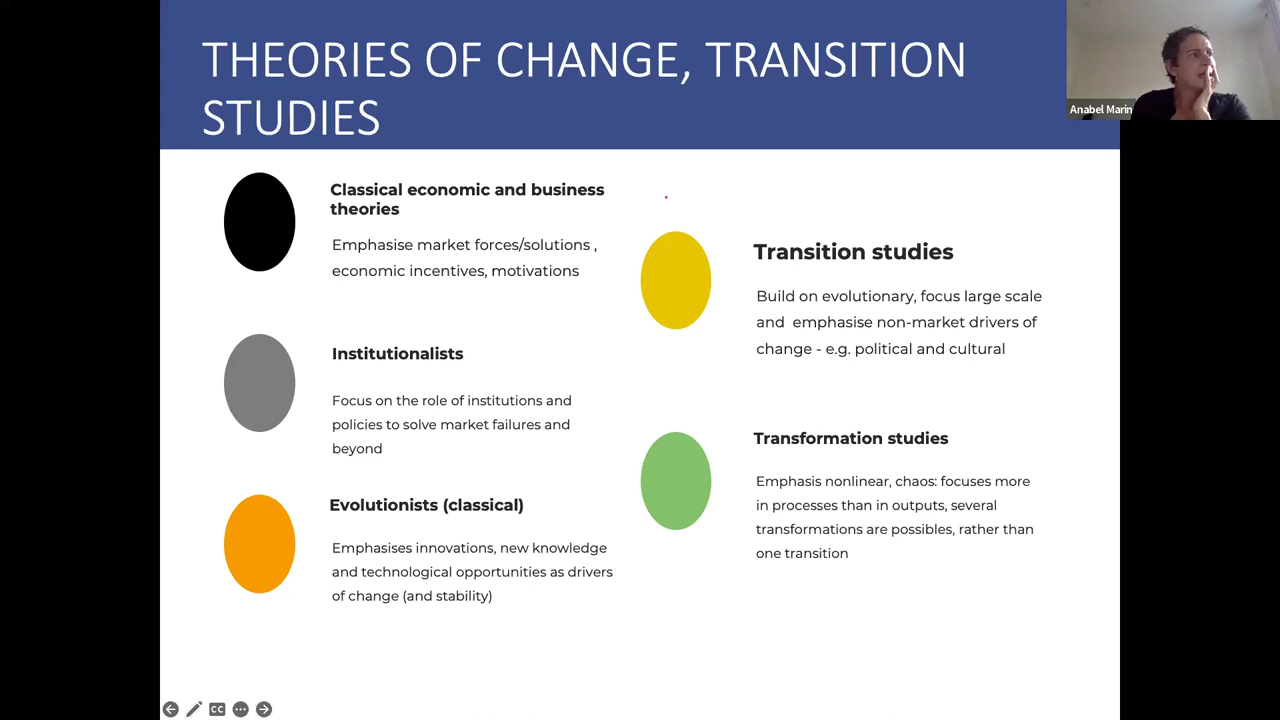 THEORIES OF CHANGE, TRANSITION
STUDIES
Anabel Marin
Classical economic and business
theories
Emphasise market forces/solutions ,
economic incentives, motivations
Institutionalists
Focus on the role of institutions and
policies to solve market failures and
beyond
Evolutionists (classical)
Emphasises innovations, new knowledge
and technological opportunities as drivers
of change (and stability)
Transition studies
Build on evolutionary, focus large scale
and  emphasise non-market drivers of
change - e.g. political and cultural
Transformation studies
Emphasis nonlinear, chaos: focuses more
in processes than in outputs, several
transformations are possibles, rather than
one transition
CC